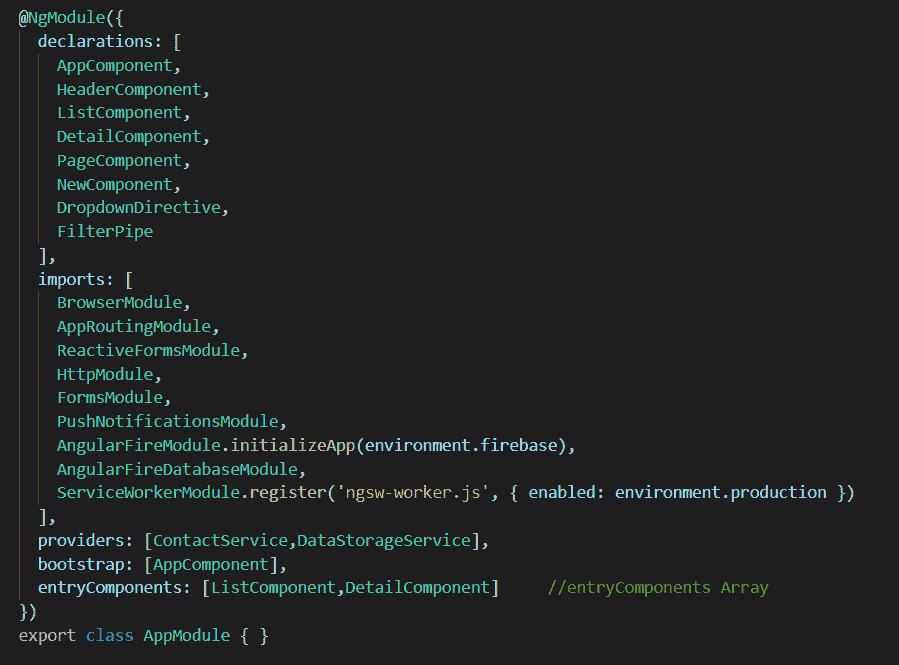 @NgModule({
  declarations: [
    AppComponent,
    HeaderComponent,
    ListComponent,
    DetailComponent,
    PageComponent,
    NewComponent,
    DropdownDirective,
    FilterPipe
  ],
  imports: [
    BrowserModule,
    AppRoutingModule,
    ReactiveFormsModule,
    HttpModule,
    FormsModule,
    PushNotificationsModule,
    AngularFireModule.initializeApp(environment.firebase),
    AngularFireDatabaseModule,
    ServiceWorkerModule.register('ngsw-worker.js', { enabled: environment.production })
  ],
  providers: [ContactService,DataStorageService],
  bootstrap: [AppComponent],
  entryComponents: [ListComponent,DetailComponent]     //entryComponents Array
})
export class AppModule { }